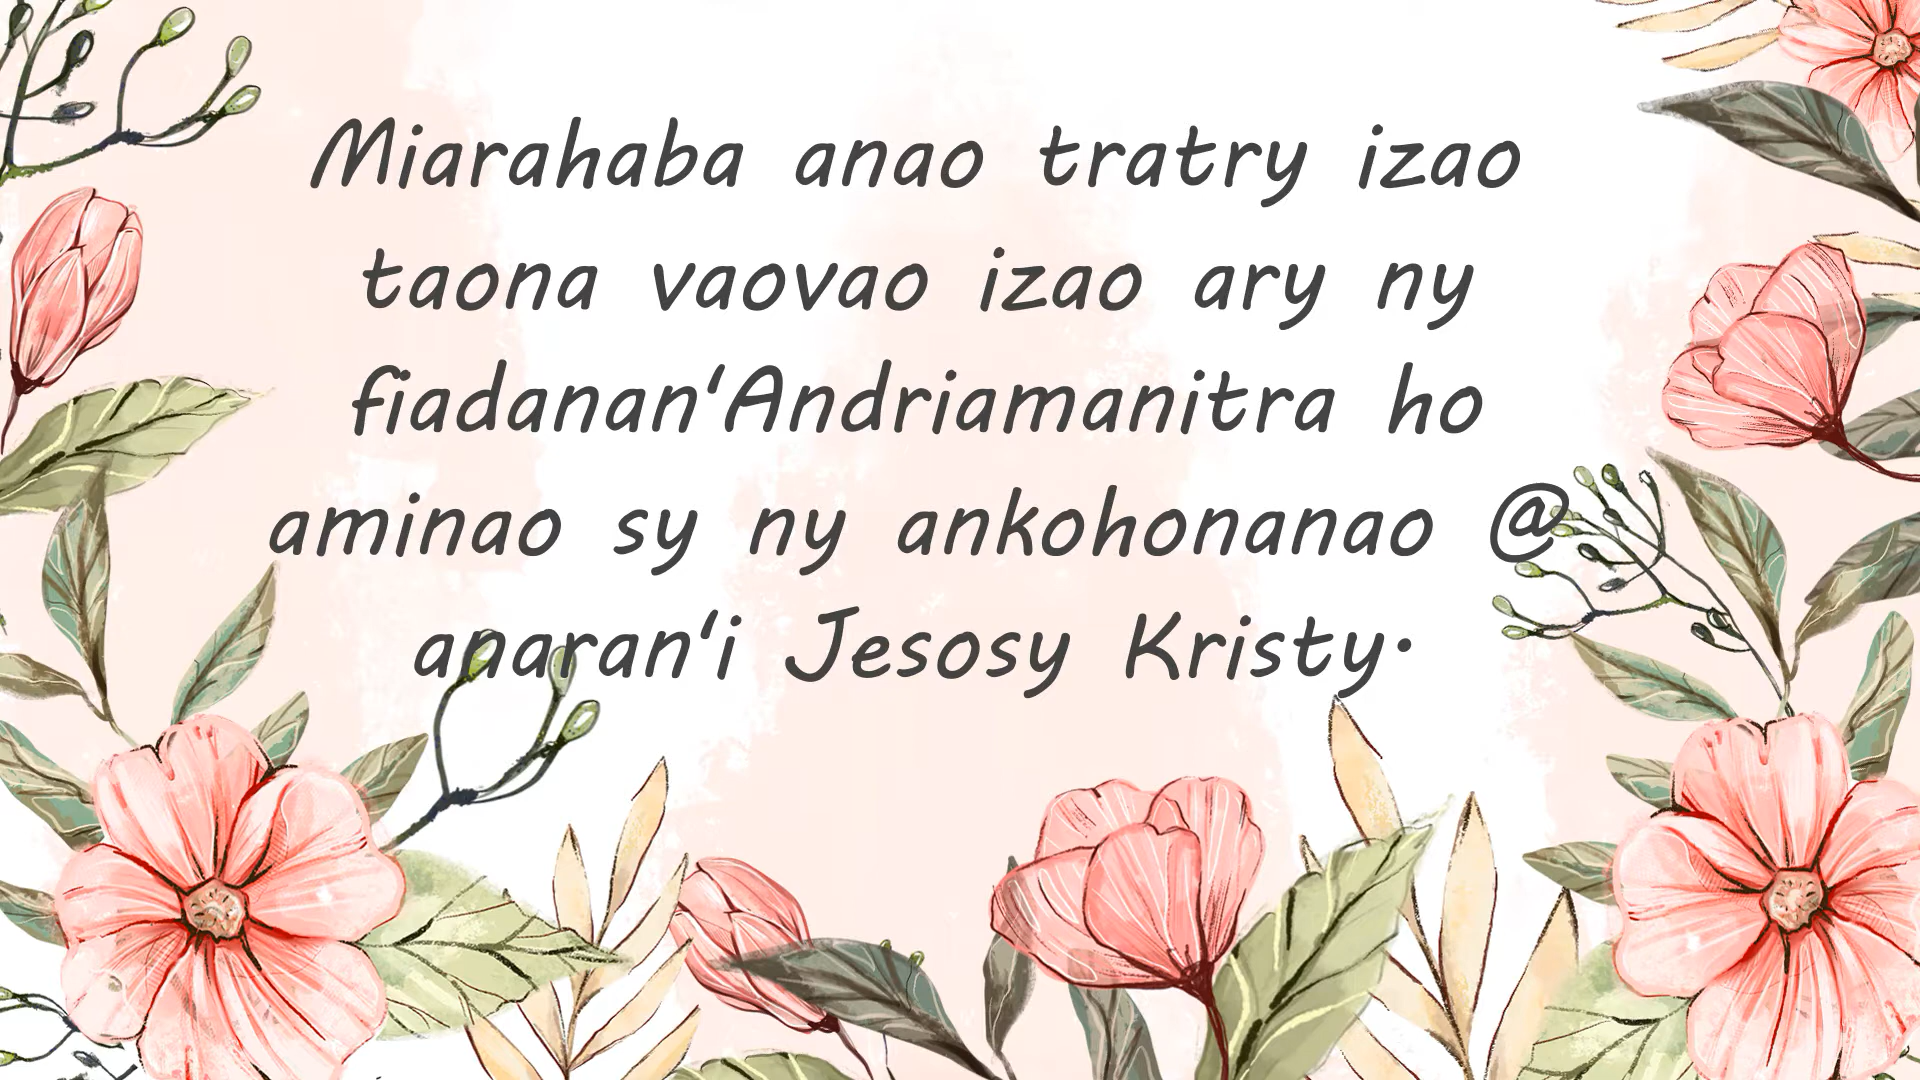 Miarahaba anao tratry izao
taona vaovao izao ary ny
fiadanan'Andriamanitra ho
aminao sy ny ankohonanao @
anaran'i Jesosy Kristy.